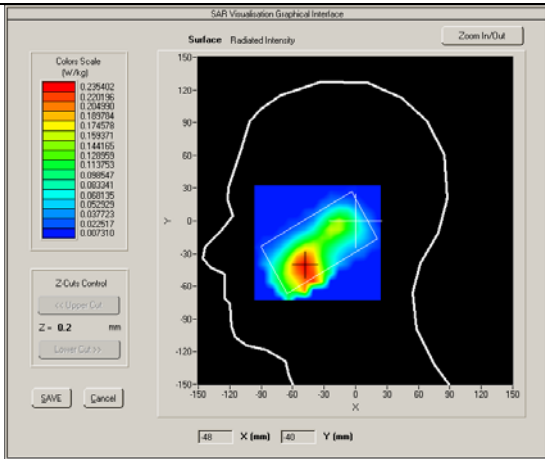 SAR Visualisation Graphical Interface
Surface Radiated Intensity
Zoom In/Out
Colors Scale
(W/kg)
0.235402
0.220196
0.204990
0.189784
0.174578
0.159371
0.144165
0.128959
0.113753
0.098547
0.083341
0.068135
0.052929
0.037723
0.022517
0.007310
Z-Cuts Control
<< Upper Cut
Z = 0.2 mm
Lower Cut >>
SAVE
Cancel
Y
150
120
90
60
30
0
-30
-60
-90
-120
-150
-150 -120 -90 -60 -30 0 30 60 90 120 150
X
-48 X (mm) -40 Y (mm)